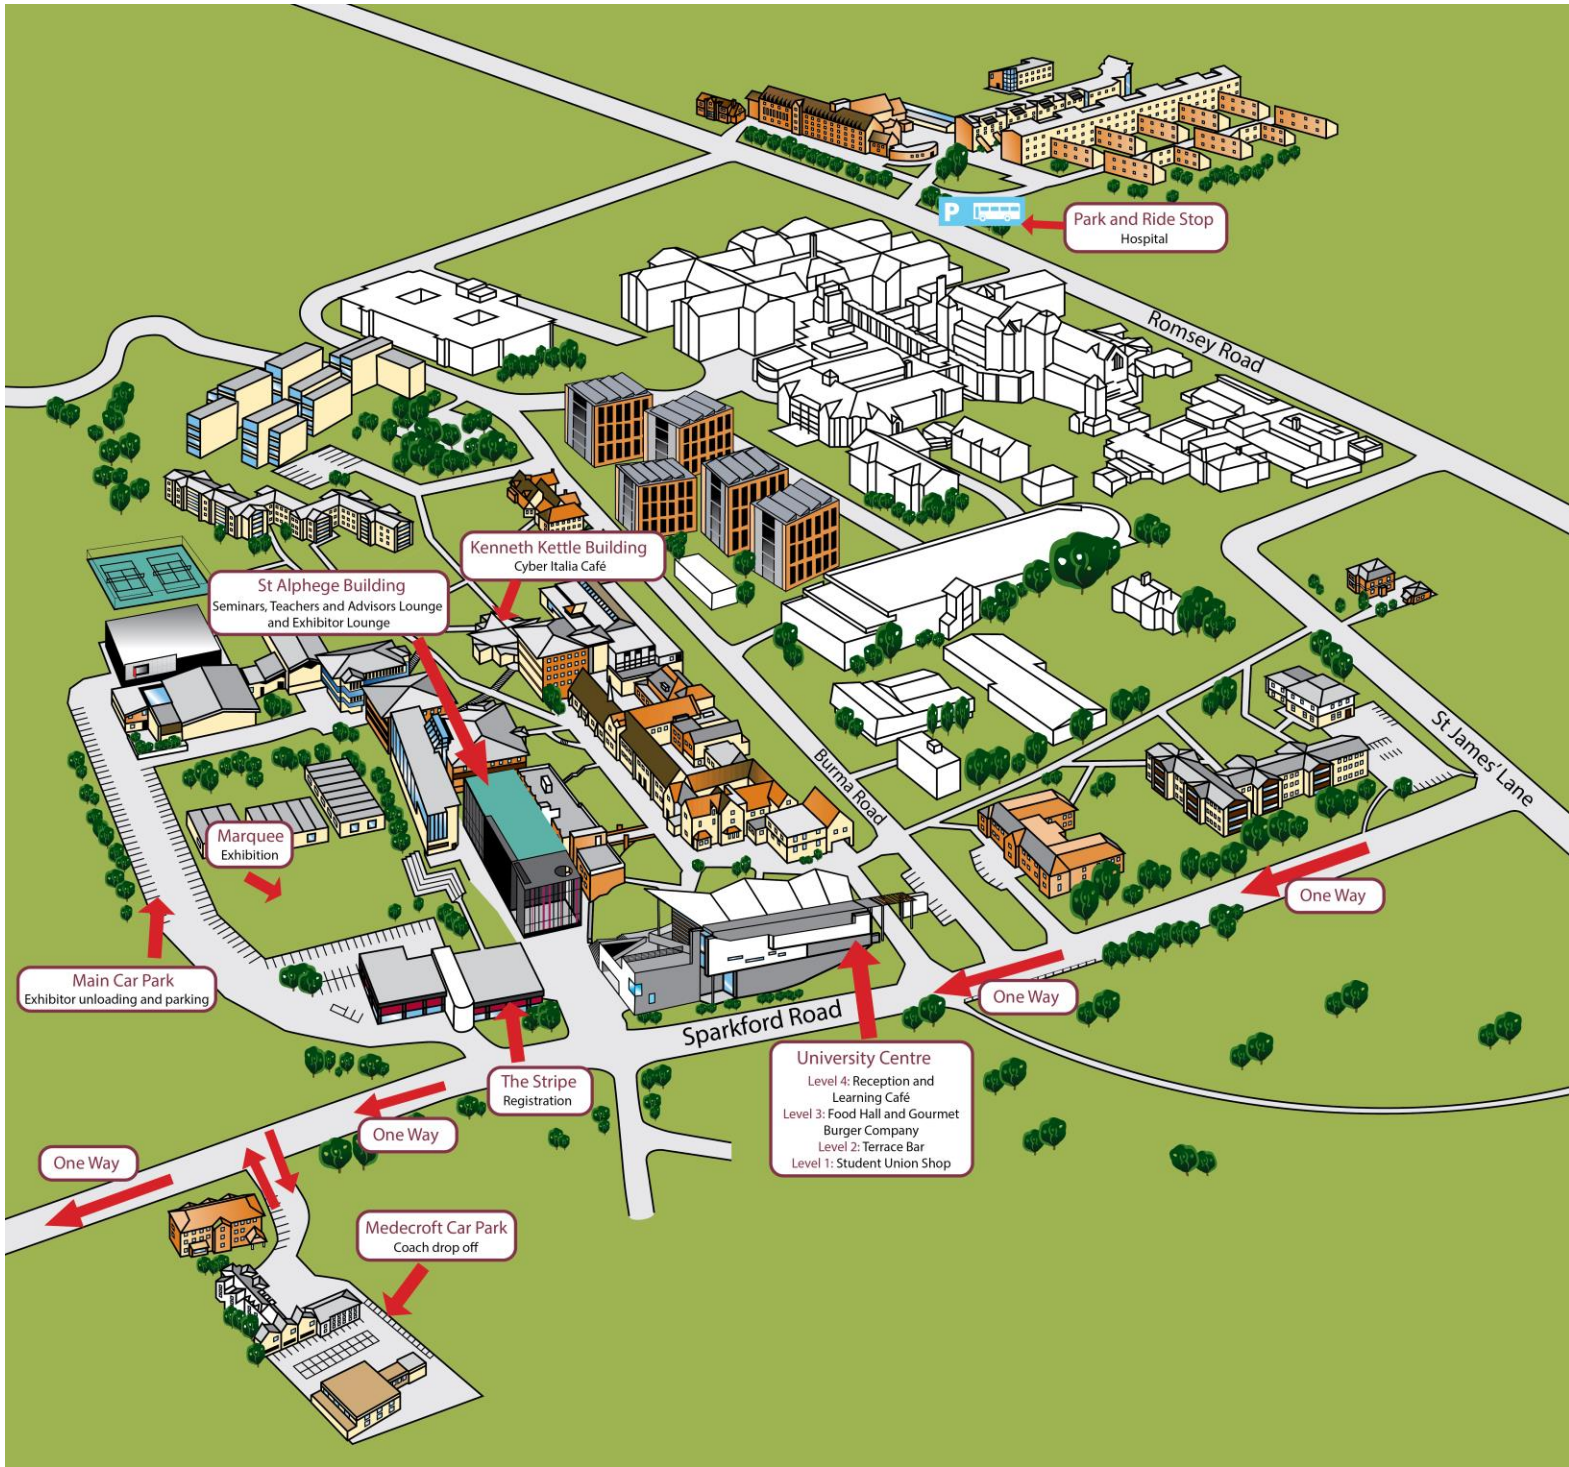 P
Park and Ride Stop
Hospital
Romsey Road
Kenneth Kettle Building
Cyber Italia Café
St Alphege Building
Seminars, Teachers and Advisors Lounge
and Exhibitor Lounge
St James' Lane
Burma Road
Marquee
Exhibition
One Way
Main Car Park
Exhibitor unloading and parking
One Way
Sparkford Road
University Centre
Level 4: Reception and
Learning Café
Level 3: Food Hall and Gourmet
Burger Company
Level 2: Terrace Bar
Level 1: Student Union Shop
The Stripe
Registration
One Way
One Way
Medecroft Car Park
Coach drop off